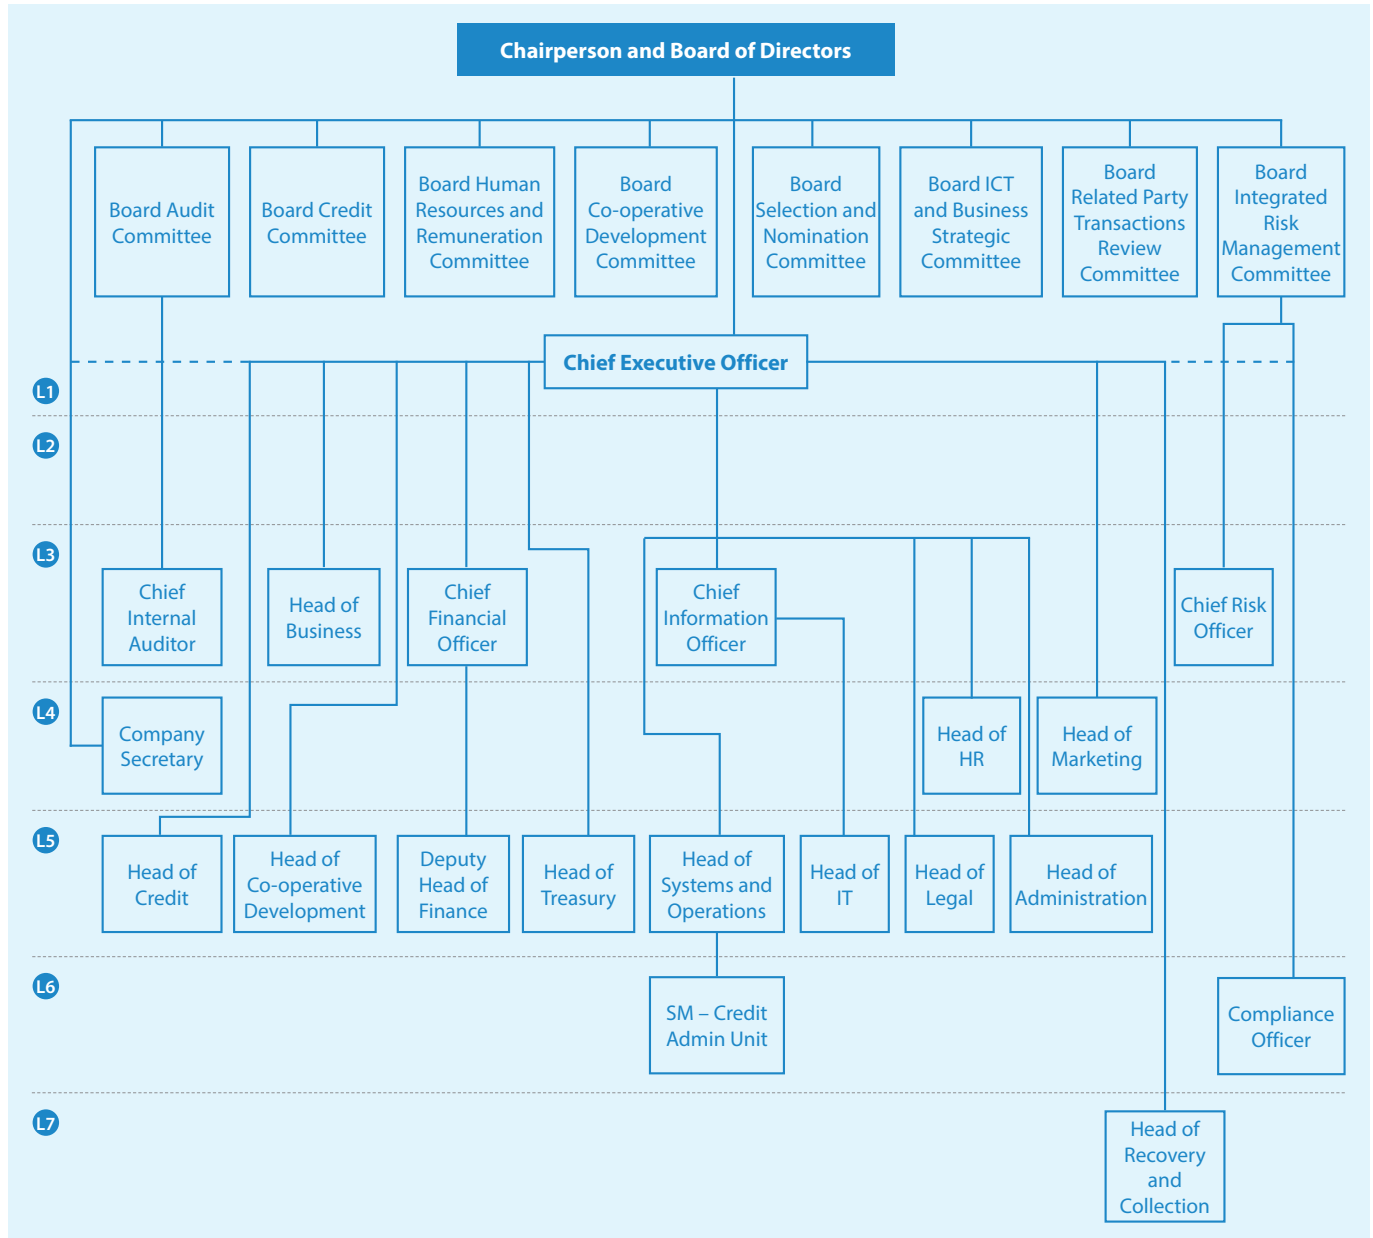 Chairperson and Board of Directors
Board Audit
Committee
Board Credit
Committee
Board Human
Resources and
Remuneration
Committee
Board
Co-operative
Development
Committee
Board
Selection and
Nomination
Committee
Board ICT
and Business
Strategic
Committee
Board
Related Party
Transactions
Review
Committee
Board
Integrated
Risk
Management
Committee
Chief Executive Officer
L1
L2
L3
Chief
Internal
Auditor
Head of
Business
Chief
Financial
Officer
Chief
Information
Officer
Chief Risk
Officer
L4
Company
Secretary
Head of
HR
Head of
Marketing
L5
Head of
Credit
Head of
Co-operative
Development
Deputy
Head of
Finance
Head of
Treasury
Head of
Systems and
Operations
Head of
IT
Head of
Legal
Head of
Administration
L6
SM – Credit
Admin Unit
Compliance
Officer
L7
Head of
Recovery
and
Collection